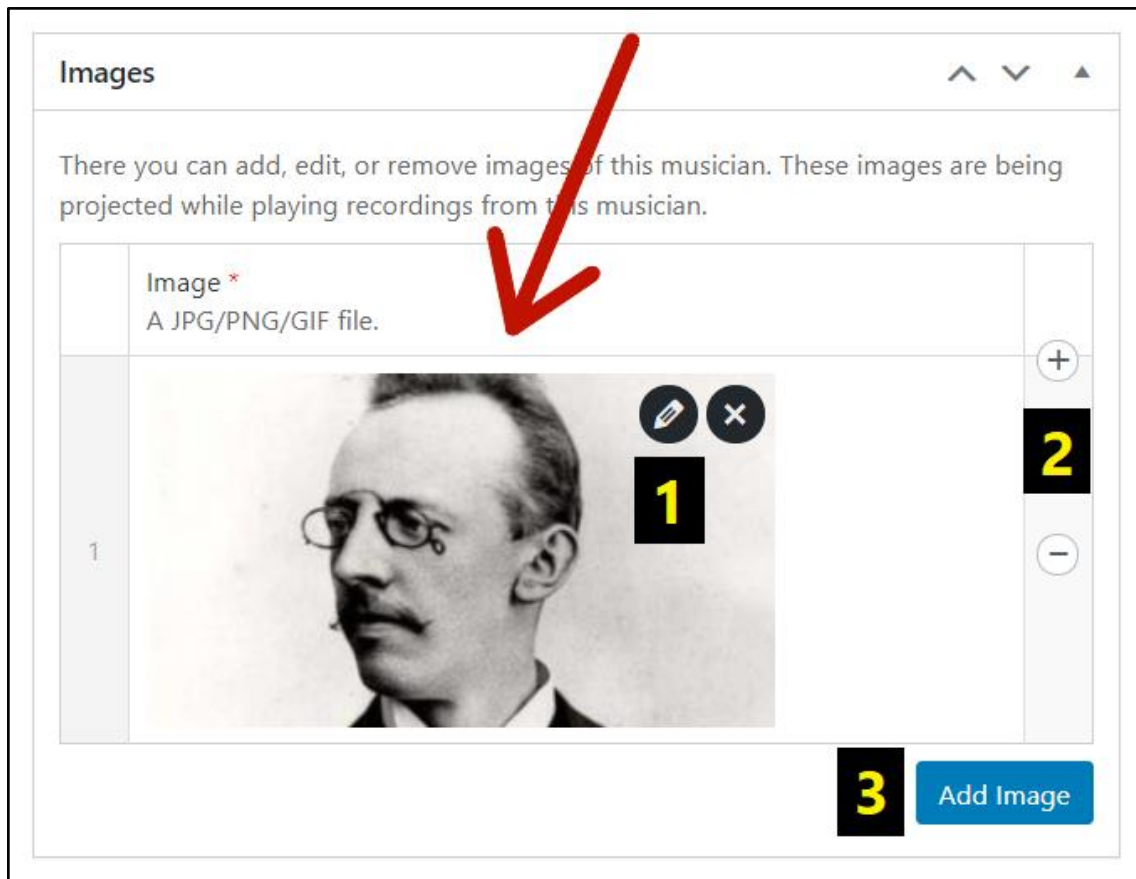 Images
There you can add, edit, or remove images of this musician. These images are being
projected while playing recordings from this musician.
Image *
A JPG/PNG/GIF file.
1
2
1
3
Add Image